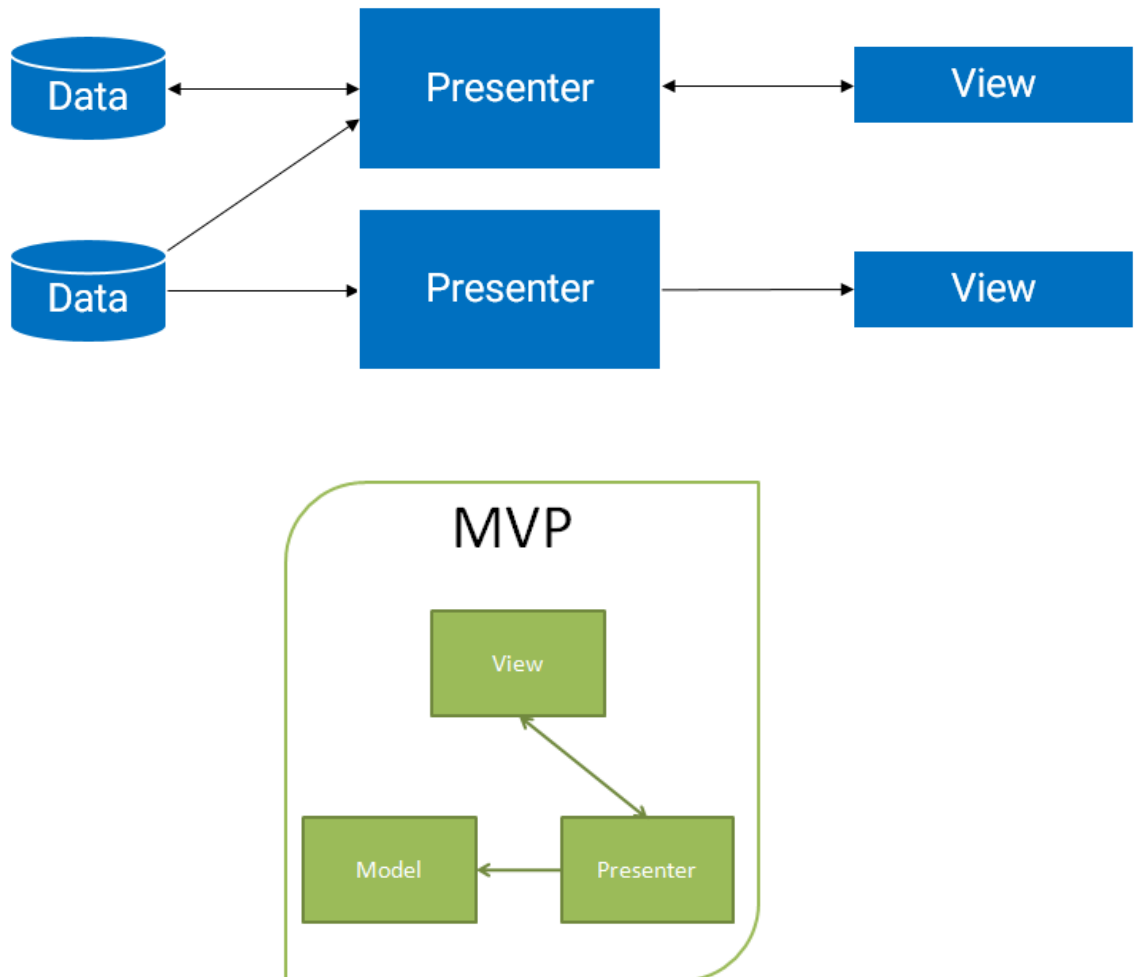 Data
Presenter
View
Data
Presenter
View
MVP
View
Model
Presenter